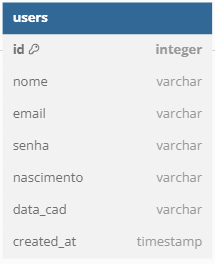 users
id integer
nome varchar
email varchar
senha varchar
nascimento varchar
data_cad varchar
created_at timestamp